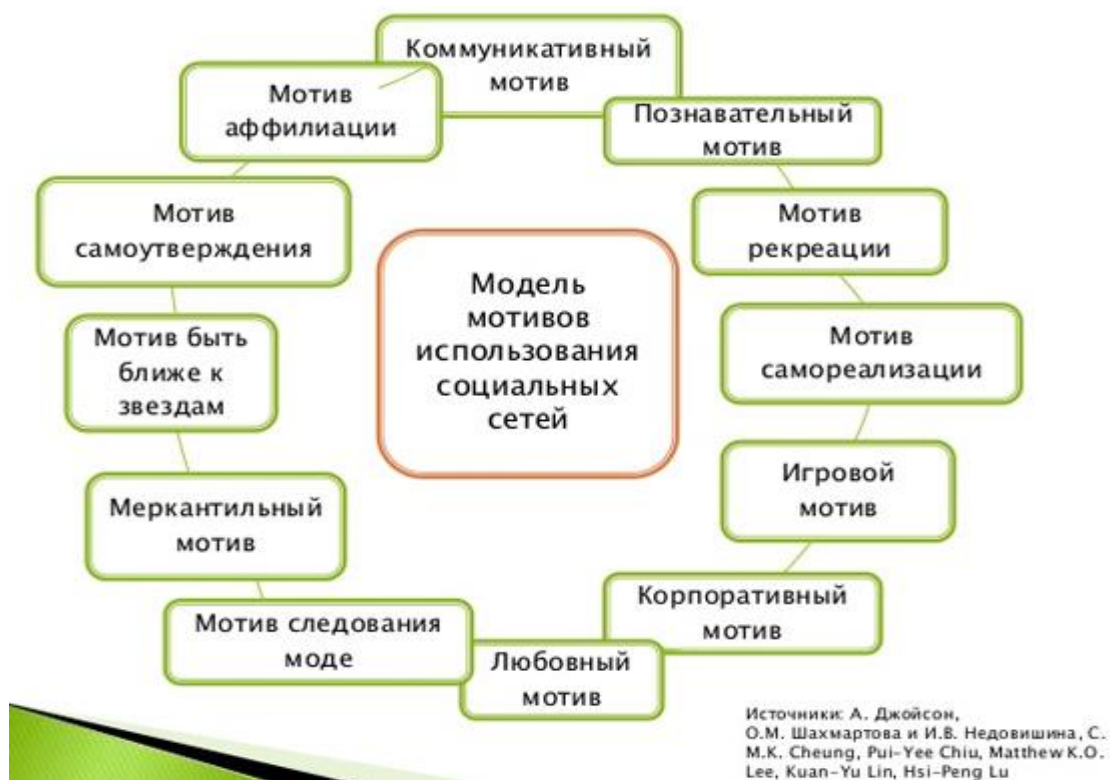 Коммуникативный
мотив
Познавательный
мотив
Мотив
рекреации
Мотив
самореализации
Игровой
мотив
Корпоративный
мотив
Любовный
мотив
Мотив следования
моде
Меркантильный
мотив
Мотив быть
ближе к
звездам
Мотив
самоутверждения
Мотив
аффилиации
Модель
мотивов
использования
социальных
сетей
Источники: А. Джойсон,
О.М. Шахмартова и И.В. Недовишина, C.
M.K. Cheung, Pui-Yee Chiu, Matthew K.O.
Lee, Kuan-Yu Lin, Hsi-Peng Lu